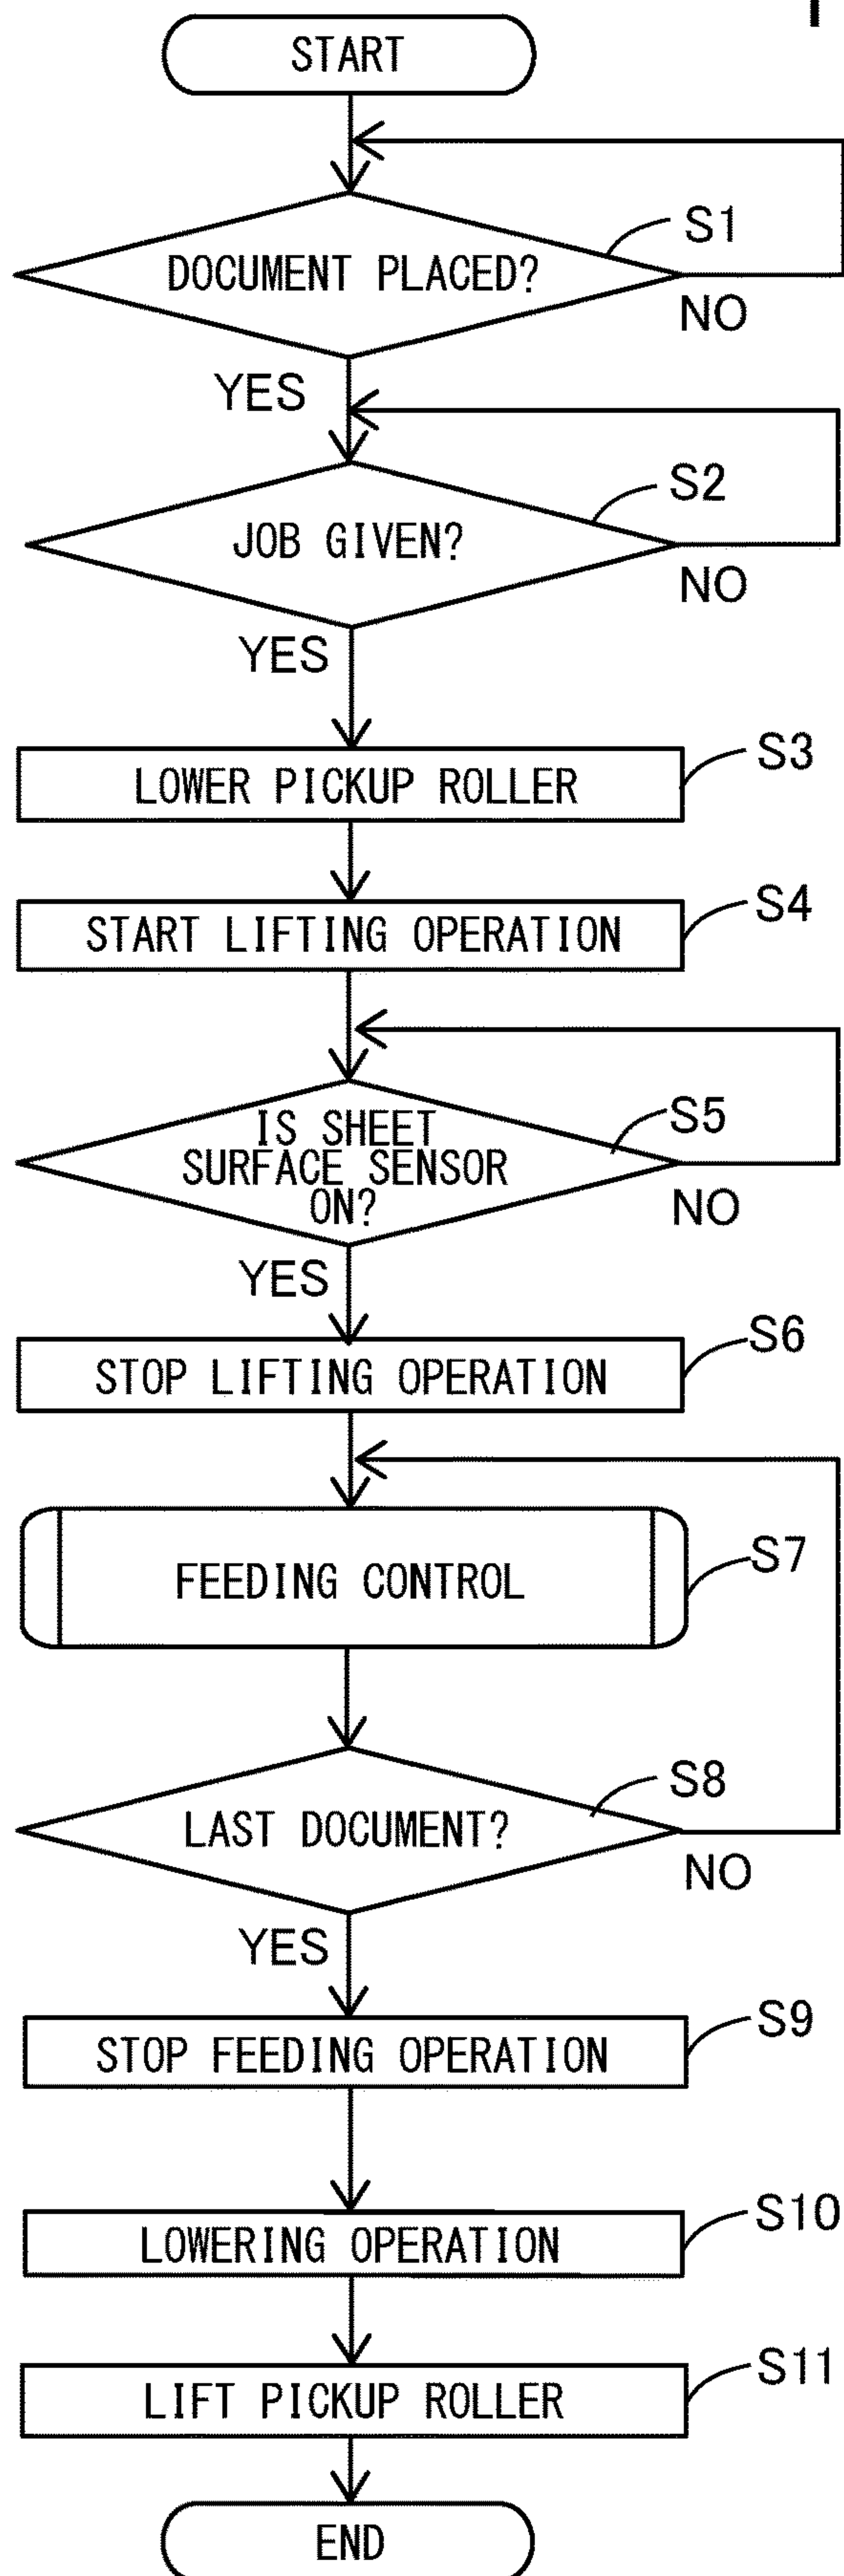 START
S1
DOCUMENT PLACED?
NO
YES
S2
JOB GIVEN?
NO
YES
S3
LOWER PICKUP ROLLER
S4
START LIFTING OPERATION
S5
IS SHEET
SURFACE SENSOR
ON?
NO
YES
S6
STOP LIFTING OPERATION
S7
FEEDING CONTROL
S8
LAST DOCUMENT?
NO
YES
S9
STOP FEEDING OPERATION
S10
LOWERING OPERATION
S11
LIFT PICKUP ROLLER
END